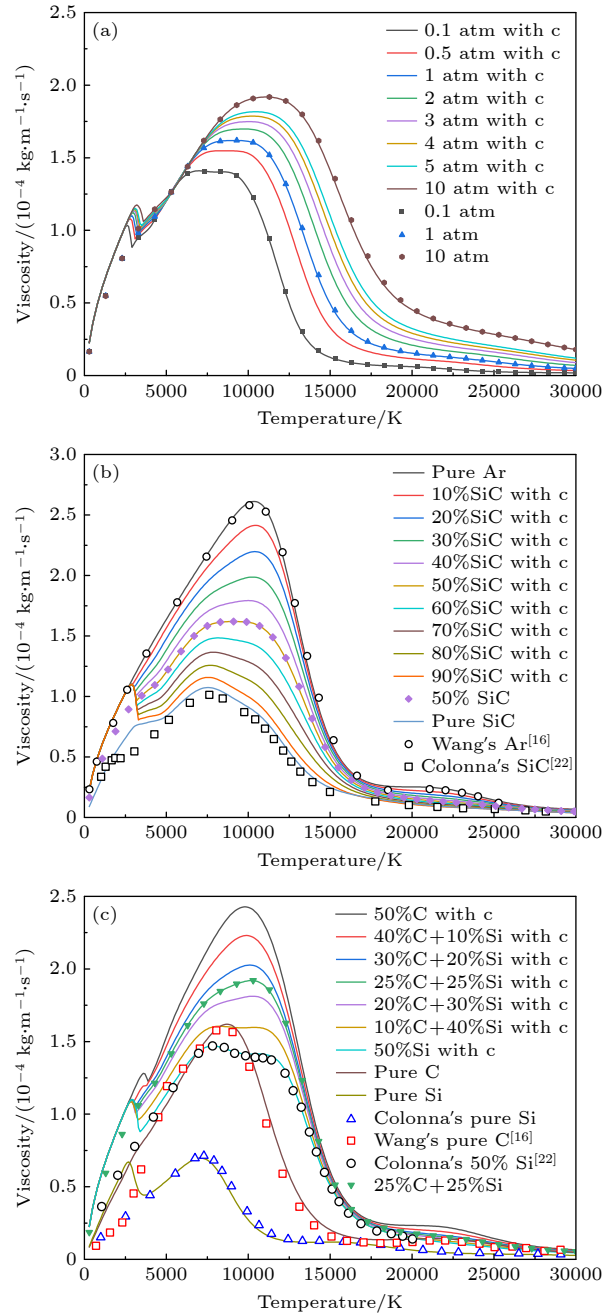 (a)
0.1 atm with c
0.5 atm with c
1 atm with c
2 atm with c
3 atm with c
4 atm with c
5 atm with c
10 atm with c
0.1 atm
1 atm
10 atm
Viscosity/(10⁻⁴ kg·m⁻¹·s⁻¹)
2.5
2.0
1.5
1.0
0.5
0
0 5000 10000 15000 20000 25000 30000
Temperature/K
(b)
Pure Ar
10%SiC with c
20%SiC with c
30%SiC with c
40%SiC with c
50%SiC with c
60%SiC with c
70%SiC with c
80%SiC with c
90%SiC with c
50% SiC
Pure SiC
Wang's Ar[16]
Colonna's SiC[22]
Viscosity/(10⁻⁴ kg·m⁻¹·s⁻¹)
3.0
2.5
2.0
1.5
1.0
0.5
0
0 5000 10000 15000 20000 25000 30000
Temperature/K
(c)
50%C with c
40%C+10%Si with c
30%C+20%Si with c
25%C+25%Si with c
20%C+30%Si with c
10%C+40%Si with c
50%Si with c
Pure C
Pure Si
Colonna's pure Si
Wang's pure C[16]
Colonna's 50% Si[22]
25%C+25%Si
Viscosity/(10⁻⁴ kg·m⁻¹·s⁻¹)
2.5
2.0
1.5
1.0
0.5
0
0 5000 10000 15000 20000 25000 30000
Temperature/K